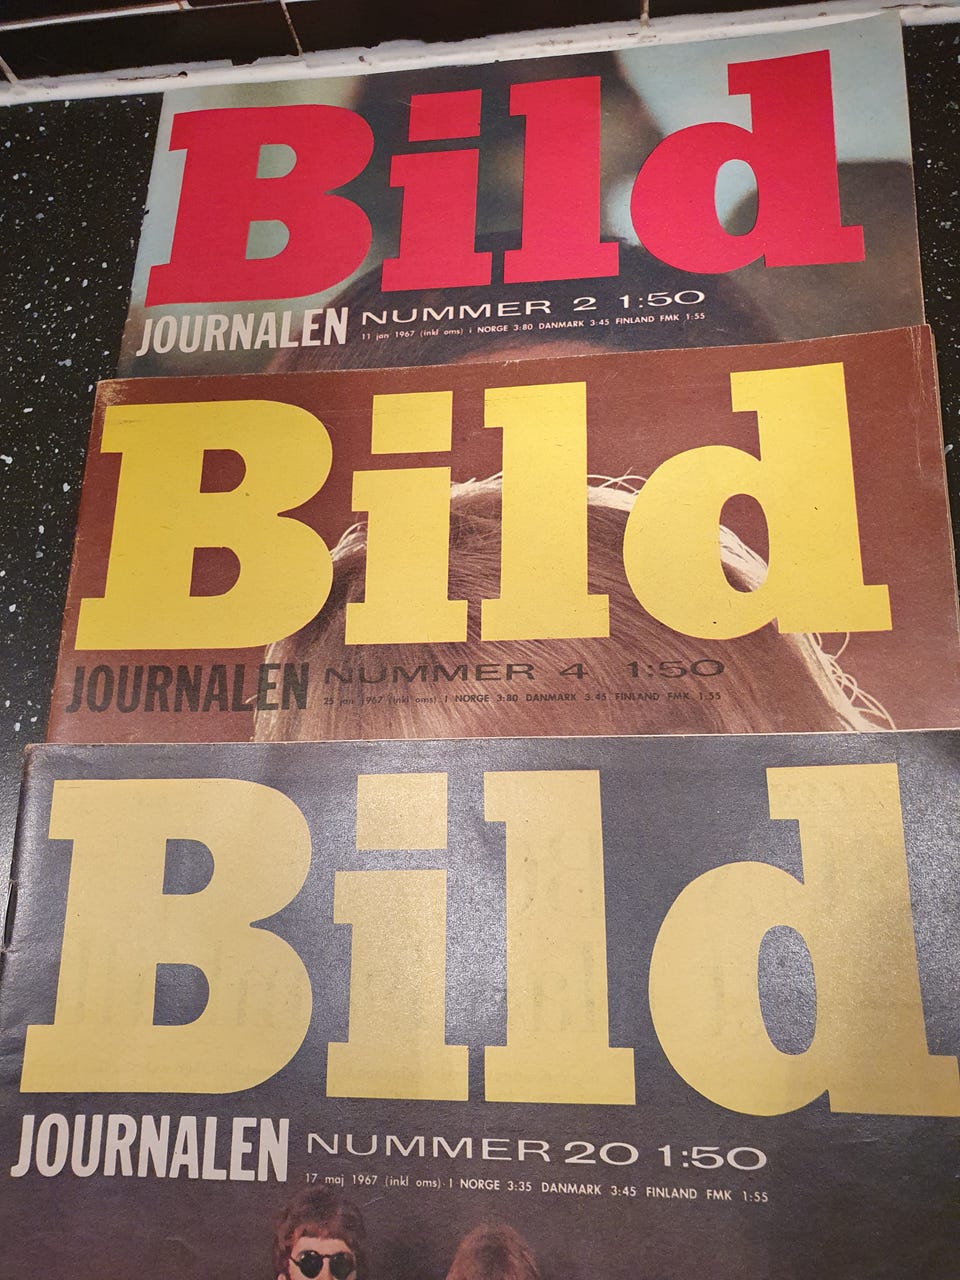 Bild
JOURNALEN NUMMER 2 1:50
11 jan 1967 (inkl oms) i NORGE 3:80 DANMARK 3:45 FINLAND FMK 1:55
Bild
JOURNALEN NUMMER 4 1:50
25 jan 1967 (inkl oms) I NORGE 3:80 DANMARK 3:45 FINLAND FMK 1:55
Bild
JOURNALEN NUMMER 20 1:50
17 maj 1967 (inkl oms) I NORGE 3:35 DANMARK 3:45 FINLAND FMK 1:55